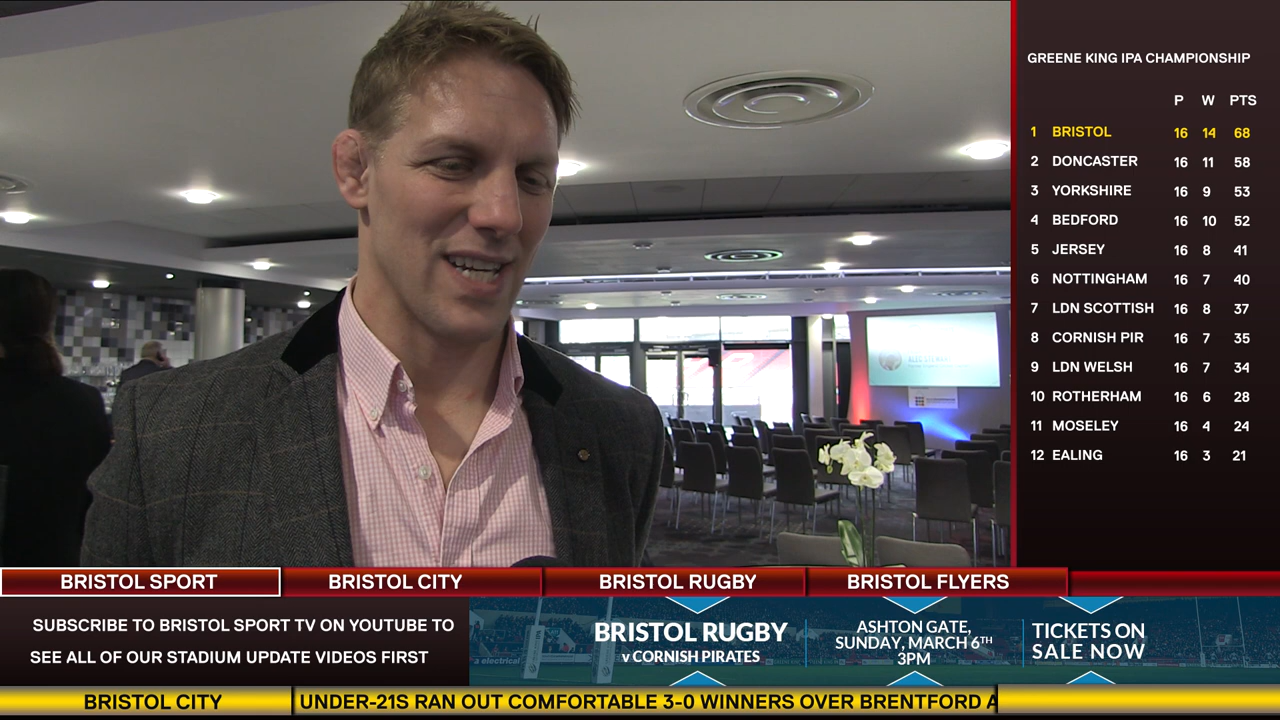 GREENE KING IPA CHAMPIONSHIP
P W PTS
1 BRISTOL 16 14 68
2 DONCASTER 16 11 58
3 YORKSHIRE 16 9 53
4 BEDFORD 16 10 52
5 JERSEY 16 8 41
6 NOTTINGHAM 16 7 40
7 LDN SCOTTISH 16 8 37
8 CORNISH PIR 16 7 35
9 LDN WELSH 16 7 34
10 ROTHERHAM 16 6 28
11 MOSELEY 16 4 24
12 EALING 16 3 21
BRISTOL SPORT BRISTOL CITY BRISTOL RUGBY BRISTOL FLYERS
SUBSCRIBE TO BRISTOL SPORT TV ON YOUTUBE TO
SEE ALL OF OUR STADIUM UPDATE VIDEOS FIRST
BRISTOL RUGBY
v CORNISH PIRATES
ASHTON GATE,
SUNDAY, MARCH 6TH
3PM
TICKETS ON
SALE NOW
BRISTOL CITY UNDER-21S RAN OUT COMFORTABLE 3-0 WINNERS OVER BRENTFORD A